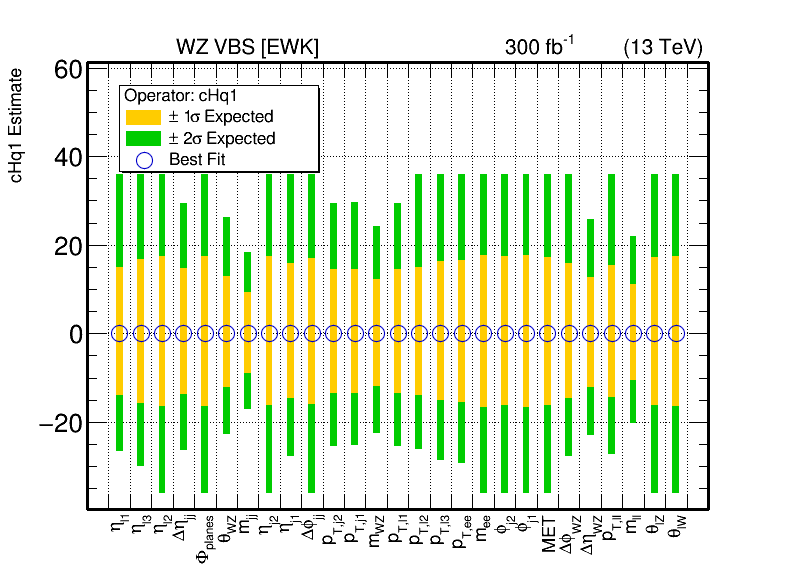 WZ VBS [EWK] 300 fb-1 (13 TeV)
cHq1 Estimate
Operator: cHq1
± 1σ Expected
± 2σ Expected
Best Fit
60
40
20
0
−20
ηl1 ηl3 ηl2 Δηjj Φplanes θWZ mjj ηj2 ηj1 Δφjj pT,j2 pT,j1 mWZ pT,l1 pT,l2 pT,l3 pT,ee mee φj2 φj1 MET ΔφWZ ΔηWZ pT,ll mll θlZ θlW